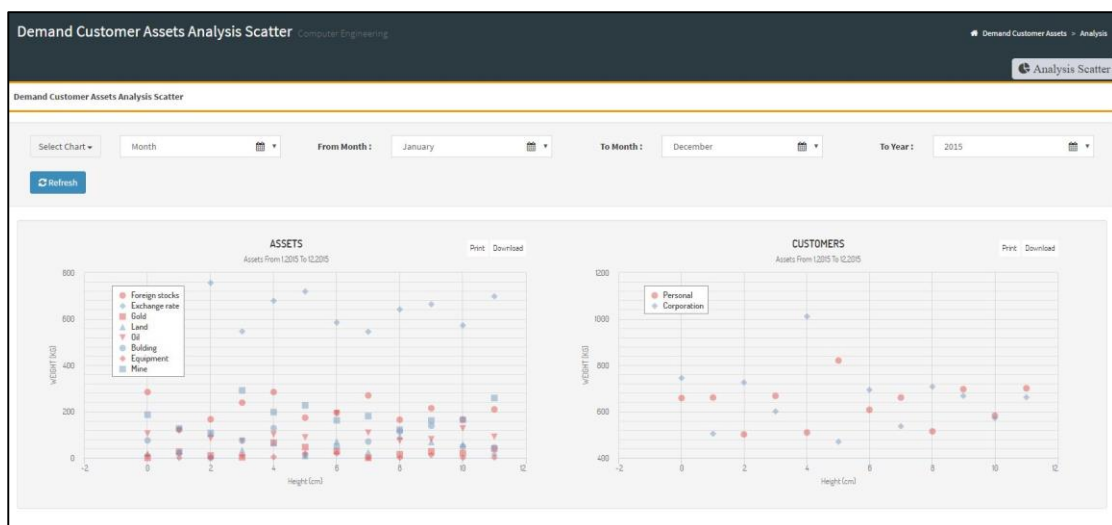 Demand Customer Assets Analysis Scatter Computer Engineering
Demand Customer Assets > Analysis
Analysis Scatter
Demand Customer Assets Analysis Scatter
Select Chart Month From Month : January To Month : December To Year : 2015
Refresh
ASSETS
Print Download
Assets From 1,2015 To 12,2015
800
600
400
200
0
WEIGHT (KG)
Foreign stocks
Exchange rate
Gold
Land
Oil
Bulding
Equipment
Mine
-2 0 2 4 6 8 10 12
Height (cm)
CUSTOMERS
Print Download
Assets From 1,2015 To 12,2015
1200
1000
800
600
400
WEIGHT (KG)
Personal
Corporation
-2 0 2 4 6 8 10 12
Height (cm)